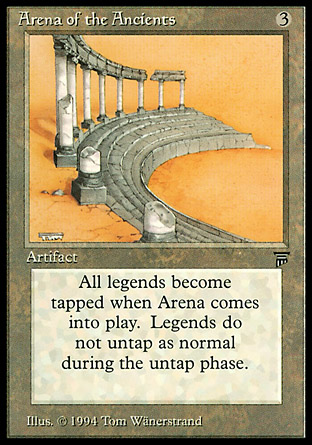 Arena of the Ancients 3
Artifact
All legends become
tapped when Arena comes
into play. Legends do
not untap as normal
during the untap phase.
Illus. © 1994 Tom Wänerstrand